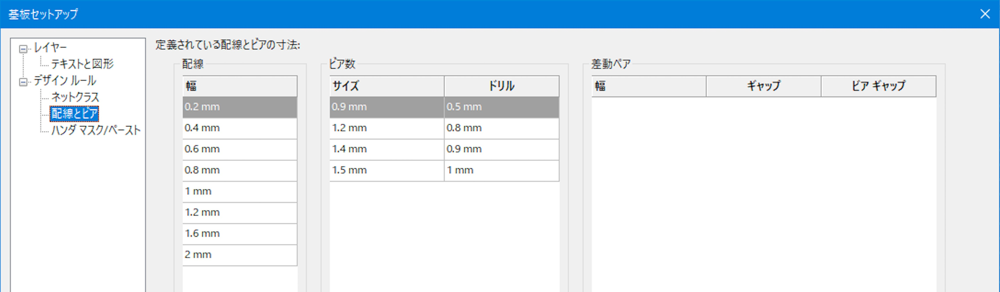 基板セットアップ
レイヤー
テキストと図形
デザイン ルール
ネットクラス
配線とビア
ハンダ マスク/ペースト
定義されている配線とビアの寸法:
配線
幅
0.2 mm
0.4 mm
0.6 mm
0.8 mm
1 mm
1.2 mm
1.6 mm
2 mm
ビア数
サイズ ドリル
0.9 mm 0.5 mm
1.2 mm 0.8 mm
1.4 mm 0.9 mm
1.5 mm 1 mm
差動ペア
幅 ギャップ ビア ギャップ